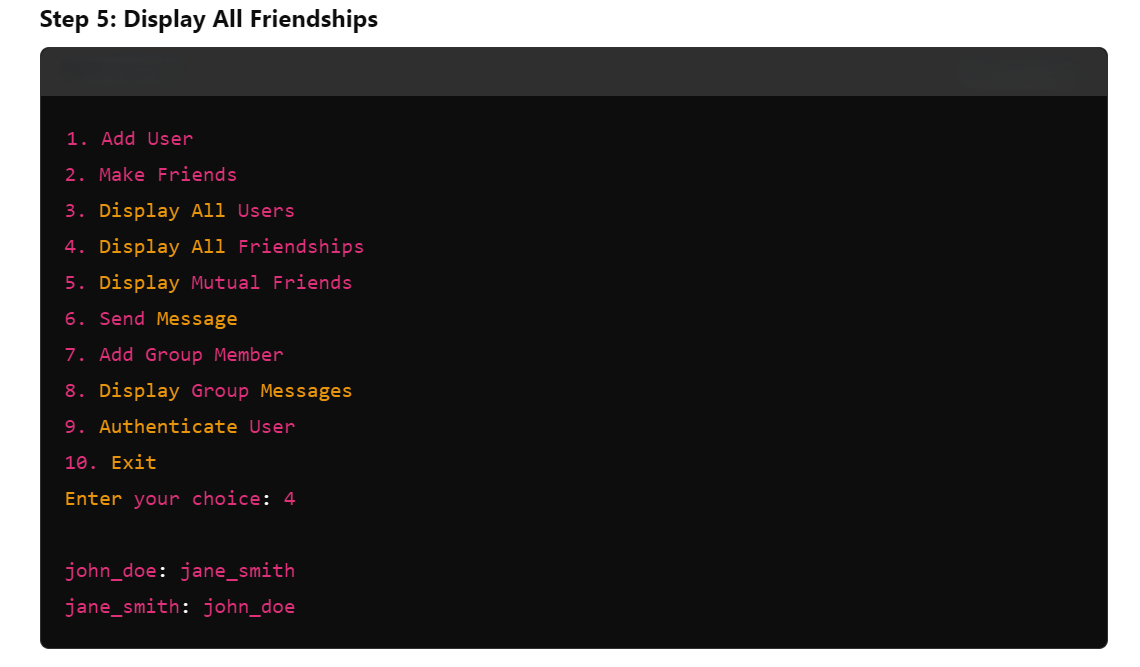 Step 5: Display All Friendships
1. Add User
2. Make Friends
3. Display All Users
4. Display All Friendships
5. Display Mutual Friends
6. Send Message
7. Add Group Member
8. Display Group Messages
9. Authenticate User
10. Exit
Enter your choice: 4
john_doe: jane_smith
jane_smith: john_doe